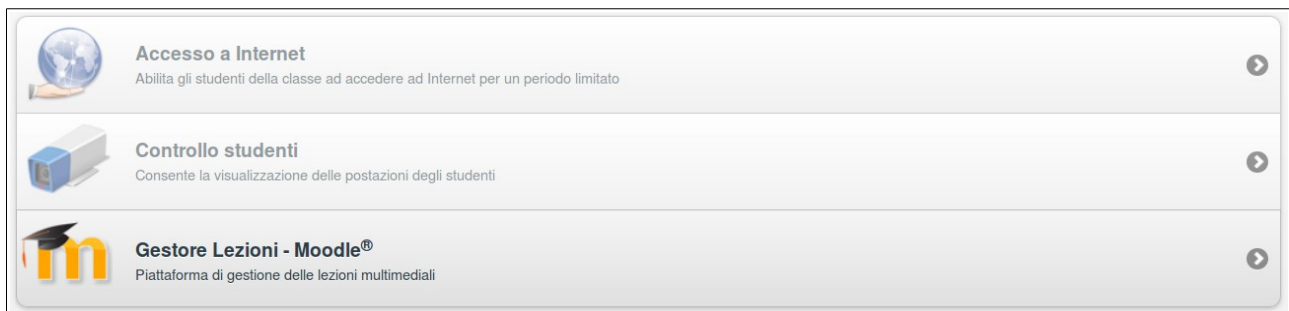 Accesso a Internet
Abilita gli studenti della classe ad accedere ad Internet per un periodo limitato
Controllo studenti
Consente la visualizzazione delle postazioni degli studenti
Gestore Lezioni - Moodle®
Piattaforma di gestione delle lezioni multimediali